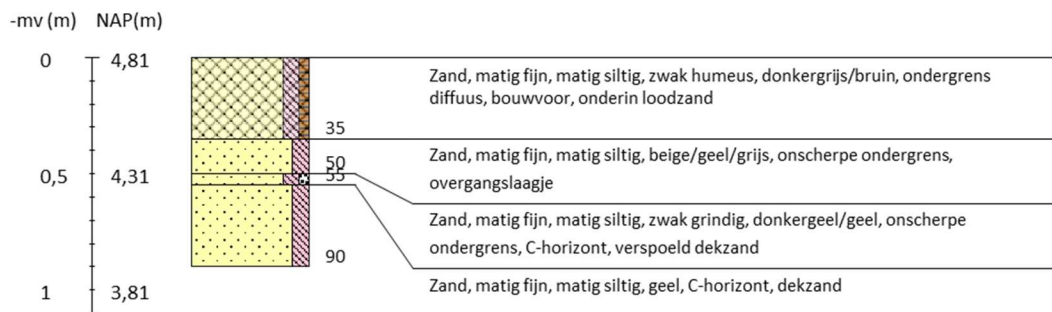 -mv (m) NAP(m)
0 4,81
Zand, matig fijn, matig siltig, zwak humeus, donkergrijs/bruin, ondergrens
diffuus, bouwvoor, onderin loodzand
35
Zand, matig fijn, matig siltig, beige/geel/grijs, onscherpe ondergrens,
overgangslaagje
50
0,5 4,31
55
Zand, matig fijn, matig siltig, zwak grindig, donkergeel/geel, onscherpe
ondergrens, C-horizont, verspoeld dekzand
90
Zand, matig fijn, matig siltig, geel, C-horizont, dekzand
1 3,81